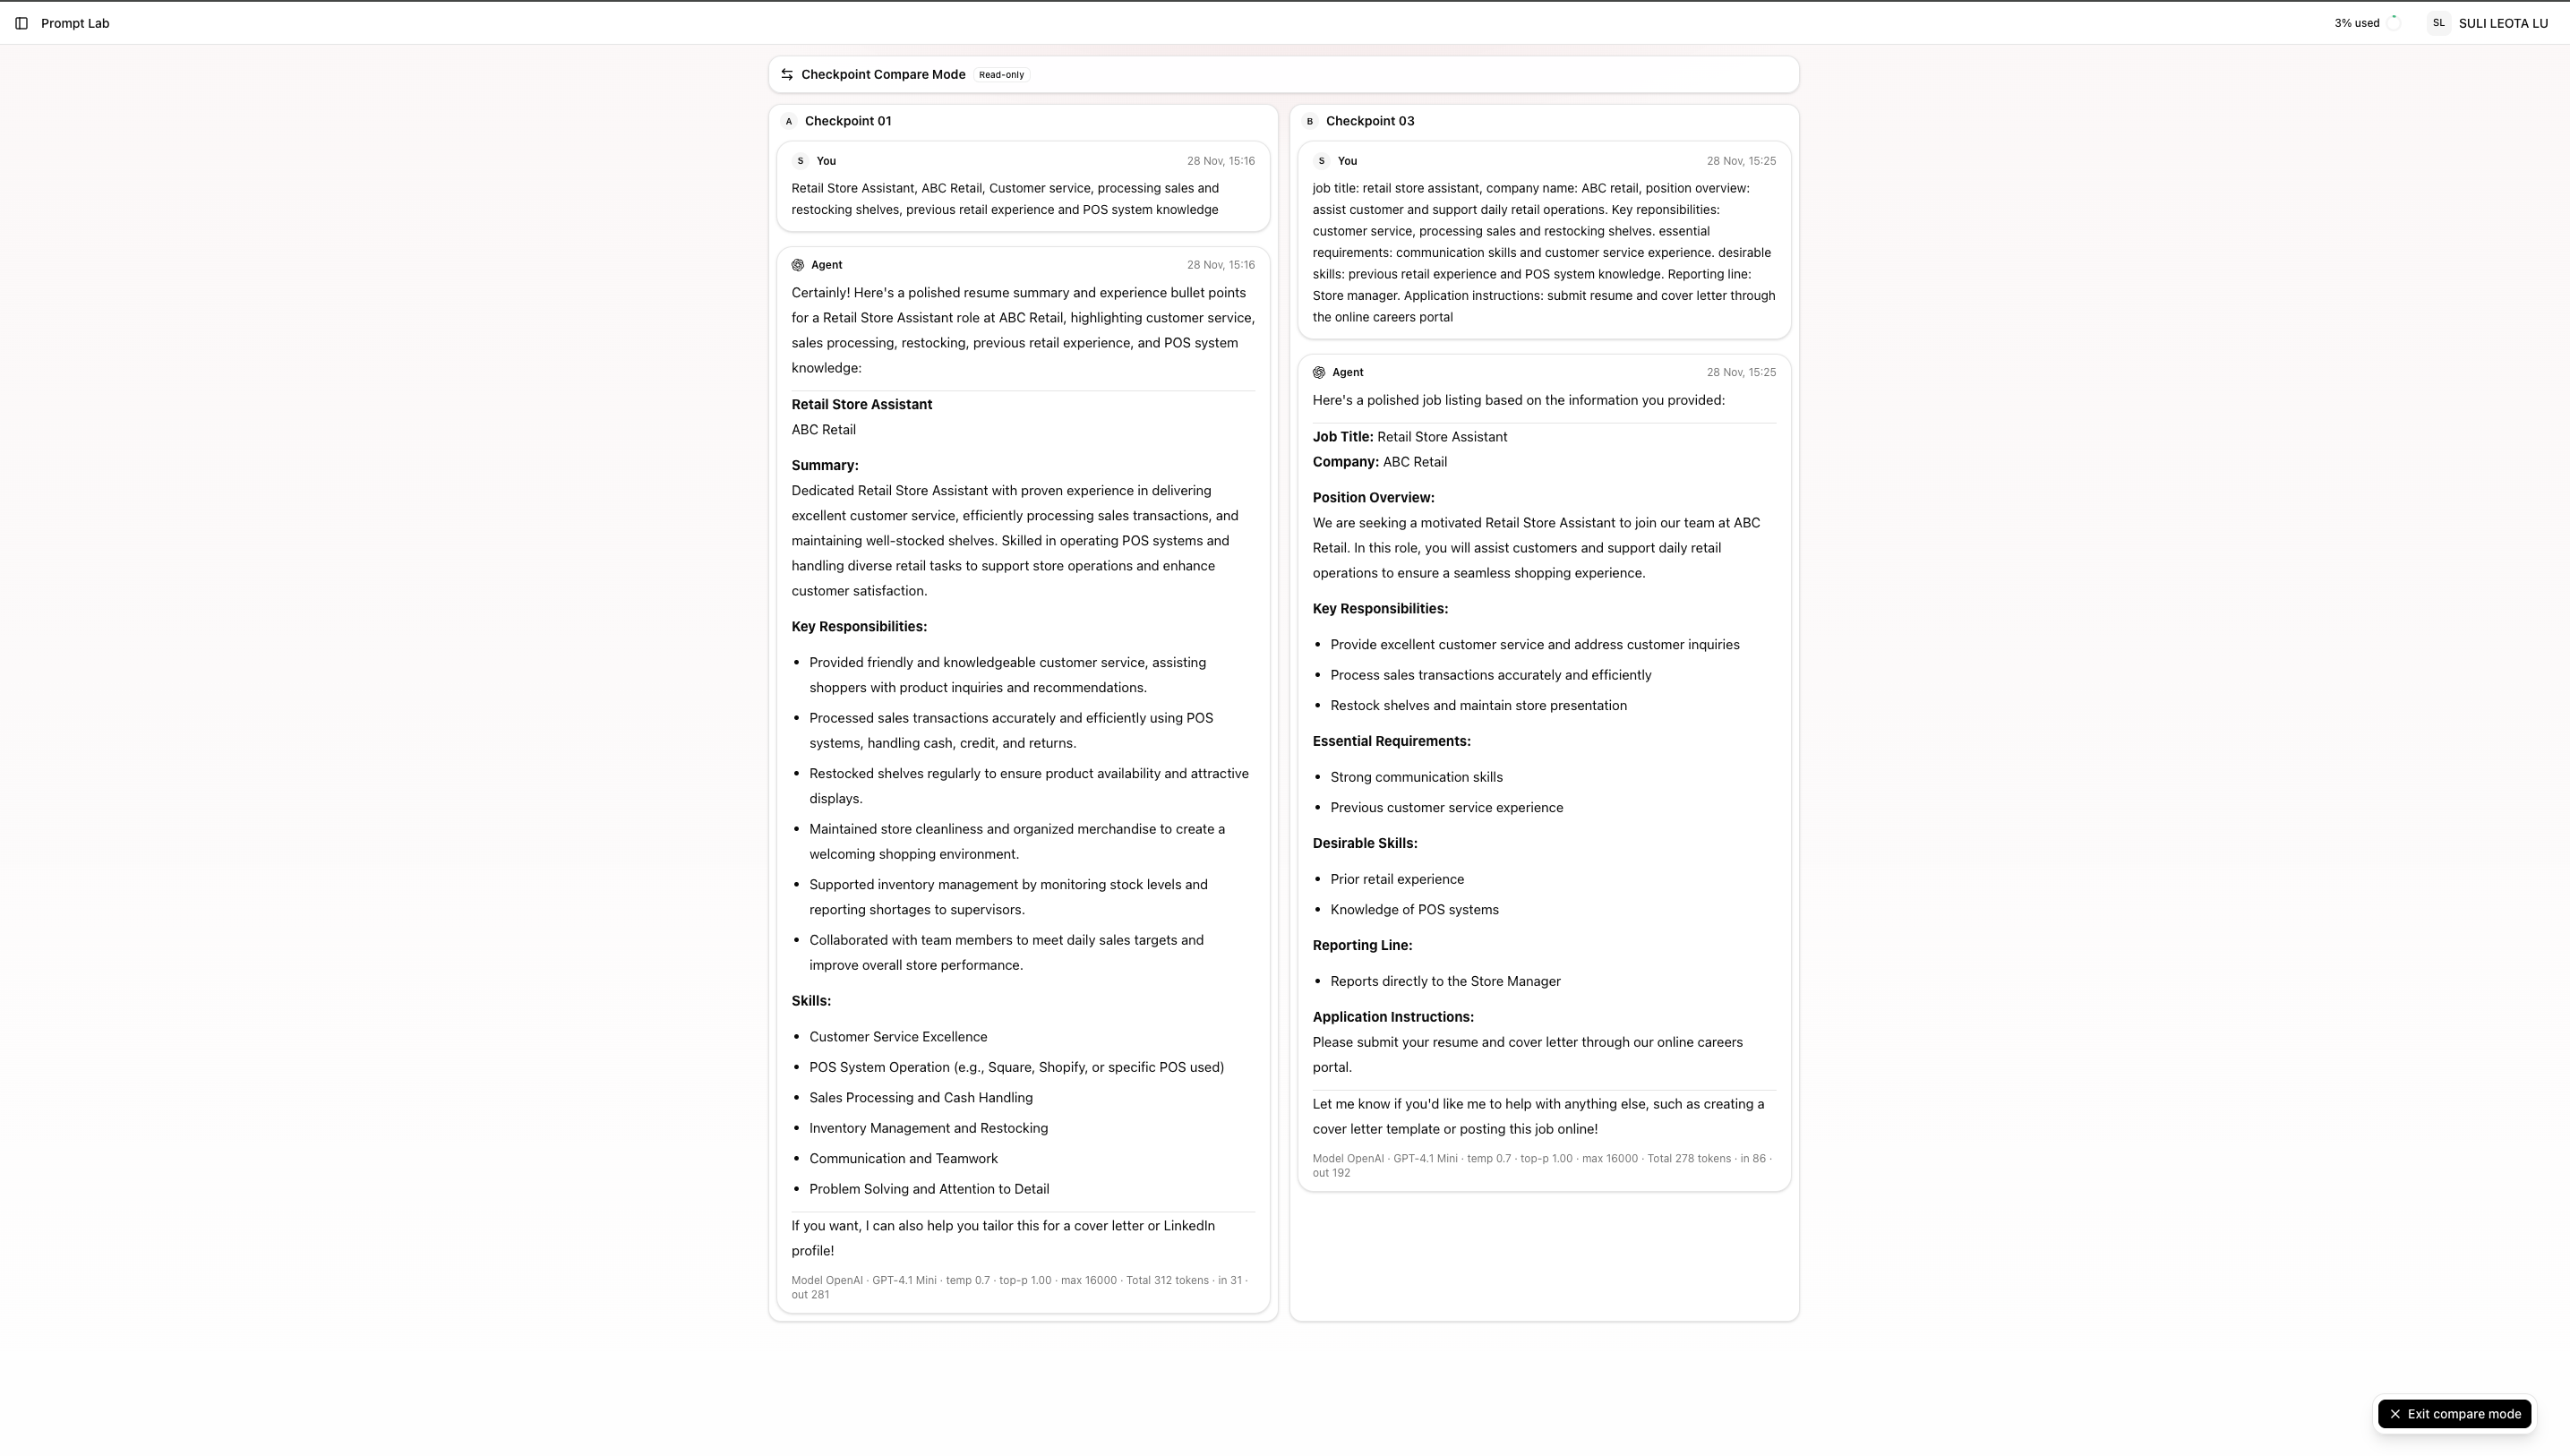 Prompt Lab
3% used
SL
SULI LEOTA LU
Checkpoint Compare Mode
Read-only
A
Checkpoint 01
S
You
28 Nov, 15:16
Retail Store Assistant, ABC Retail, Customer service, processing sales and
restocking shelves, previous retail experience and POS system knowledge
Agent
28 Nov, 15:16
Certainly! Here's a polished resume summary and experience bullet points
for a Retail Store Assistant role at ABC Retail, highlighting customer service,
sales processing, restocking, previous retail experience, and POS system
knowledge:
Retail Store Assistant
ABC Retail
Summary:
Dedicated Retail Store Assistant with proven experience in delivering
excellent customer service, efficiently processing sales transactions, and
maintaining well-stocked shelves. Skilled in operating POS systems and
handling diverse retail tasks to support store operations and enhance
customer satisfaction.
Key Responsibilities:
• Provided friendly and knowledgeable customer service, assisting
shoppers with product inquiries and recommendations.
• Processed sales transactions accurately and efficiently using POS
systems, handling cash, credit, and returns.
• Restocked shelves regularly to ensure product availability and attractive
displays.
• Maintained store cleanliness and organized merchandise to create a
welcoming shopping environment.
• Supported inventory management by monitoring stock levels and
reporting shortages to supervisors.
• Collaborated with team members to meet daily sales targets and
improve overall store performance.
Skills:
• Customer Service Excellence
• POS System Operation (e.g., Square, Shopify, or specific POS used)
• Sales Processing and Cash Handling
• Inventory Management and Restocking
• Communication and Teamwork
• Problem Solving and Attention to Detail
If you want, I can also help you tailor this for a cover letter or LinkedIn
profile!
Model OpenAI · GPT-4.1 Mini · temp 0.7 · top-p 1.00 · max 16000 · Total 312 tokens · in 31 ·
out 281
B
Checkpoint 03
S
You
28 Nov, 15:25
job title: retail store assistant, company name: ABC retail, position overview:
assist customer and support daily retail operations. Key reponsibilities:
customer service, processing sales and restocking shelves. essential
requirements: communication skills and customer service experience. desirable
skills: previous retail experience and POS system knowledge. Reporting line:
Store manager. Application instructions: submit resume and cover letter through
the online careers portal
Agent
28 Nov, 15:25
Here's a polished job listing based on the information you provided:
Job Title: Retail Store Assistant
Company: ABC Retail
Position Overview:
We are seeking a motivated Retail Store Assistant to join our team at ABC
Retail. In this role, you will assist customers and support daily retail
operations to ensure a seamless shopping experience.
Key Responsibilities:
• Provide excellent customer service and address customer inquiries
• Process sales transactions accurately and efficiently
• Restock shelves and maintain store presentation
Essential Requirements:
• Strong communication skills
• Previous customer service experience
Desirable Skills:
• Prior retail experience
• Knowledge of POS systems
Reporting Line:
• Reports directly to the Store Manager
Application Instructions:
Please submit your resume and cover letter through our online careers
portal.
Let me know if you'd like me to help with anything else, such as creating a
cover letter template or posting this job online!
Model OpenAI · GPT-4.1 Mini · temp 0.7 · top-p 1.00 · max 16000 · Total 278 tokens · in 86 ·
out 192
Exit compare mode